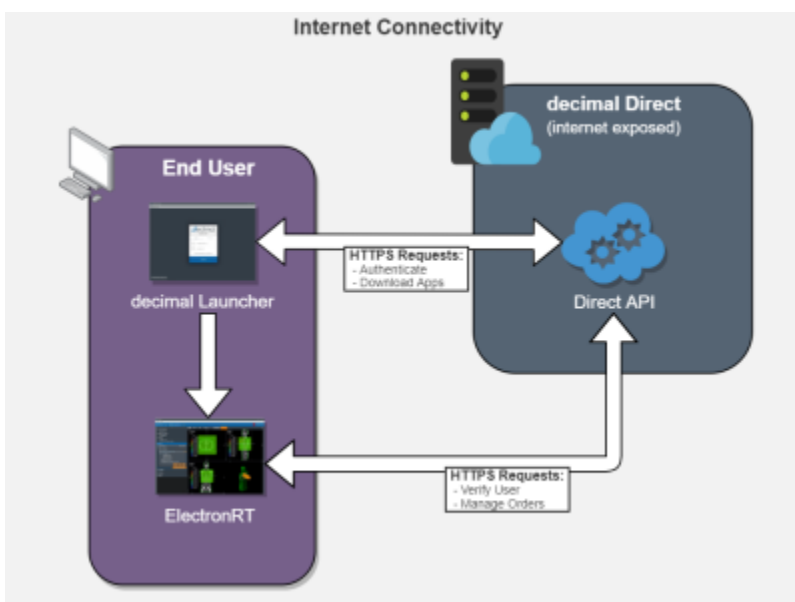 Internet Connectivity
decimal Direct
(internet exposed)
End User
HTTPS Requests:
- Authenticate
- Download Apps
decimal Launcher
Direct API
HTTPS Requests:
- Verify User
- Manage Orders
ElectronRT